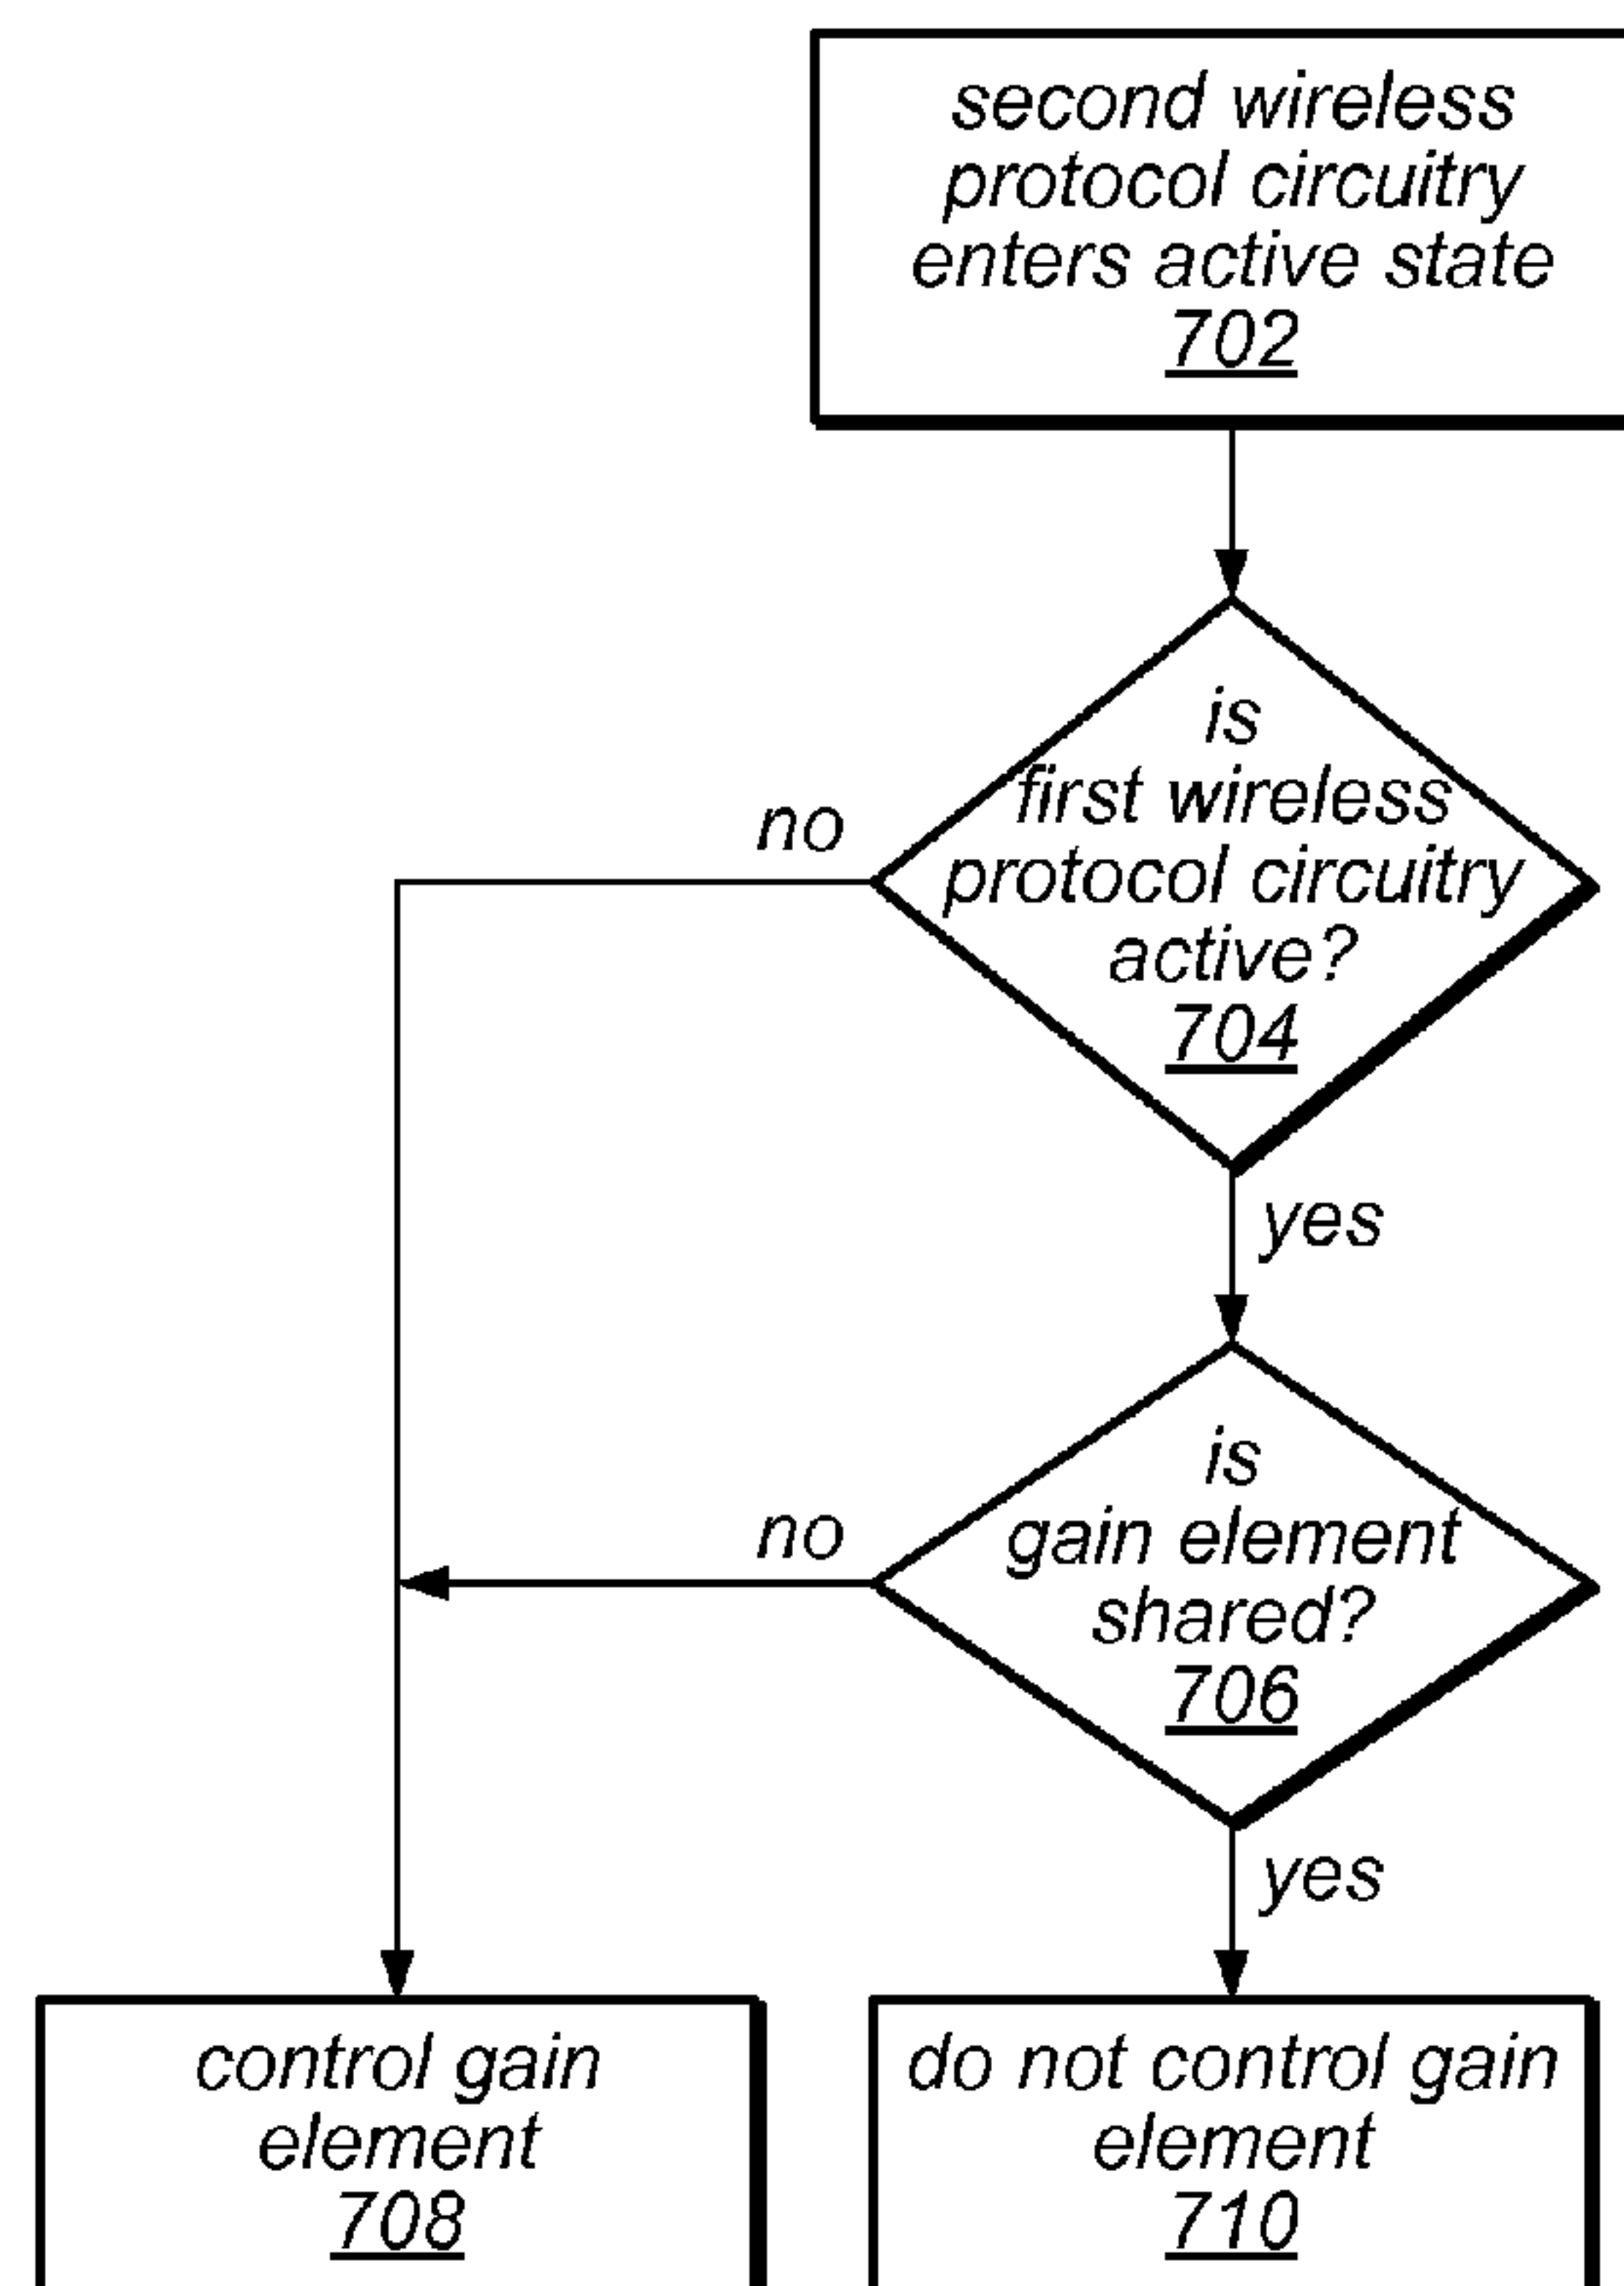 second wireless
protocol circuitry
enters active state
702
is
first wireless
protocol circuitry
active?
704
no
yes
is
gain element
shared?
706
no
yes
control gain
element
708
do not control gain
element
710